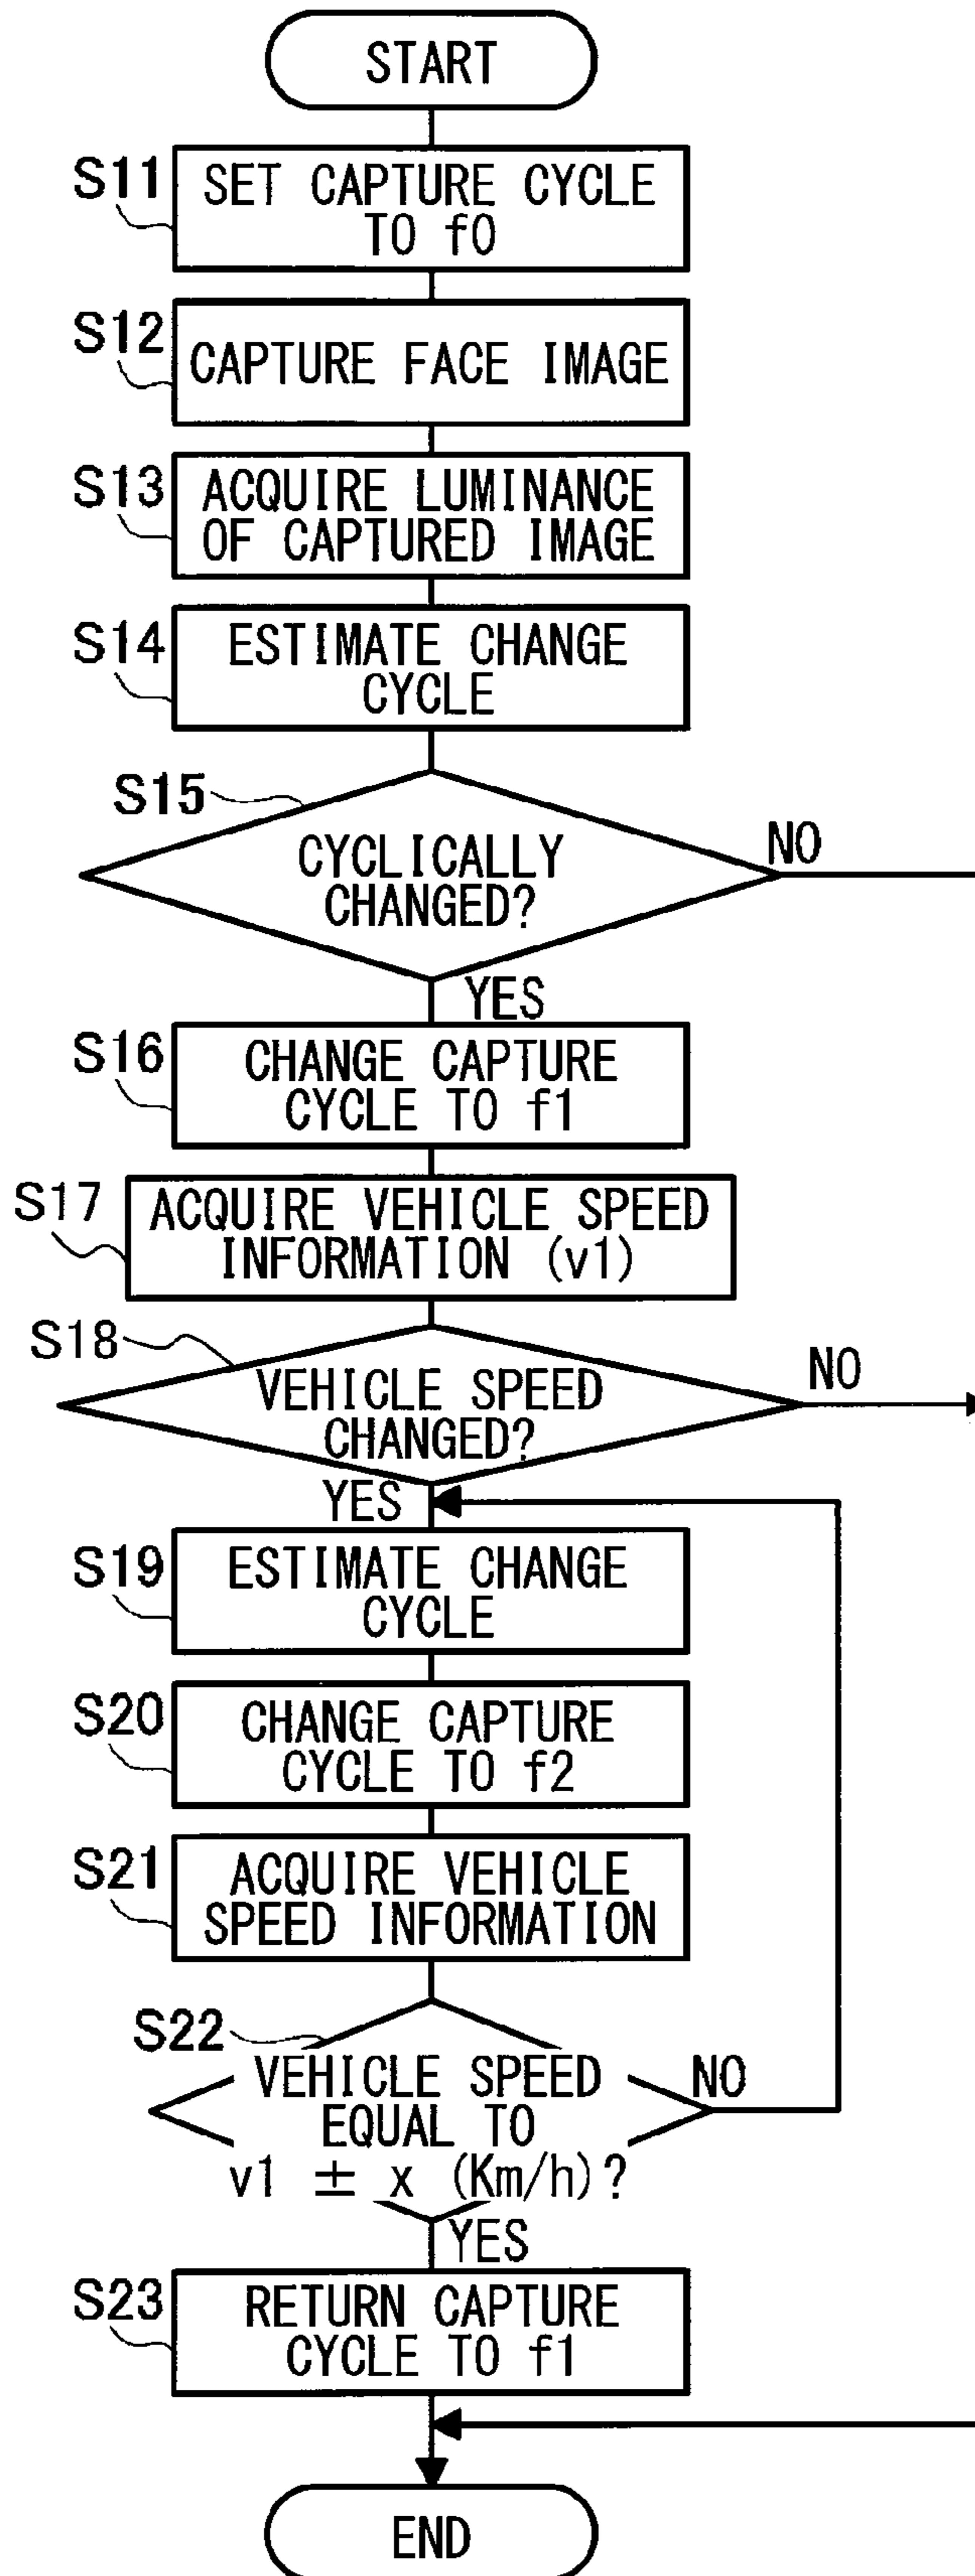 START
S11
SET CAPTURE CYCLE
TO f0
S12
CAPTURE FACE IMAGE
S13
ACQUIRE LUMINANCE
OF CAPTURED IMAGE
S14
ESTIMATE CHANGE
CYCLE
S15
CYCLICALLY
CHANGED?
NO
YES
S16
CHANGE CAPTURE
CYCLE TO f1
S17
ACQUIRE VEHICLE SPEED
INFORMATION (v1)
S18
VEHICLE SPEED
CHANGED?
NO
YES
S19
ESTIMATE CHANGE
CYCLE
S20
CHANGE CAPTURE
CYCLE TO f2
S21
ACQUIRE VEHICLE
SPEED INFORMATION
S22
VEHICLE SPEED
EQUAL TO
v1 ± x (Km/h)?
NO
YES
S23
RETURN CAPTURE
CYCLE TO f1
END